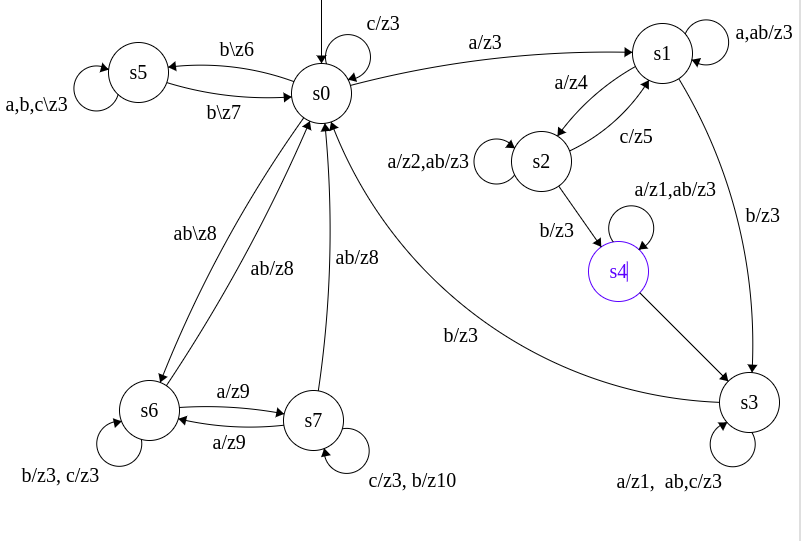 c/z3
b\z6
a/z3
s1
a,ab/z3
s5
s0
a/z4
a,b,c\z3
b\z7
c/z5
s2
a/z2,ab/z3
a/z1,ab/z3
b/z3
b/z3
ab\z8
ab/z8
ab/z8
s4
b/z3
a/z9
s6
s7
s3
a/z9
b/z3, c/z3
c/z3, b/z10
a/z1,  ab,c/z3